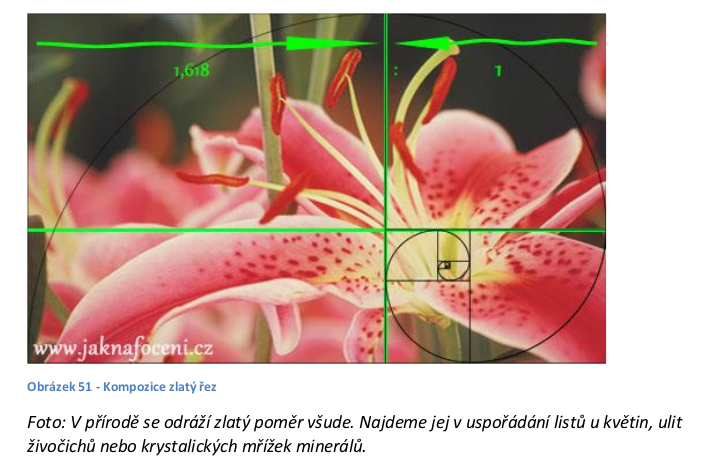 1,618 : 1
www.jaknafoceni.cz
Obrázek 51 - Kompozice zlatý řez
Foto: V přírodě se odráží zlatý poměr všude. Najdeme jej v uspořádání listů u květin, ulit
živočichů nebo krystalických mřížek minerálů.